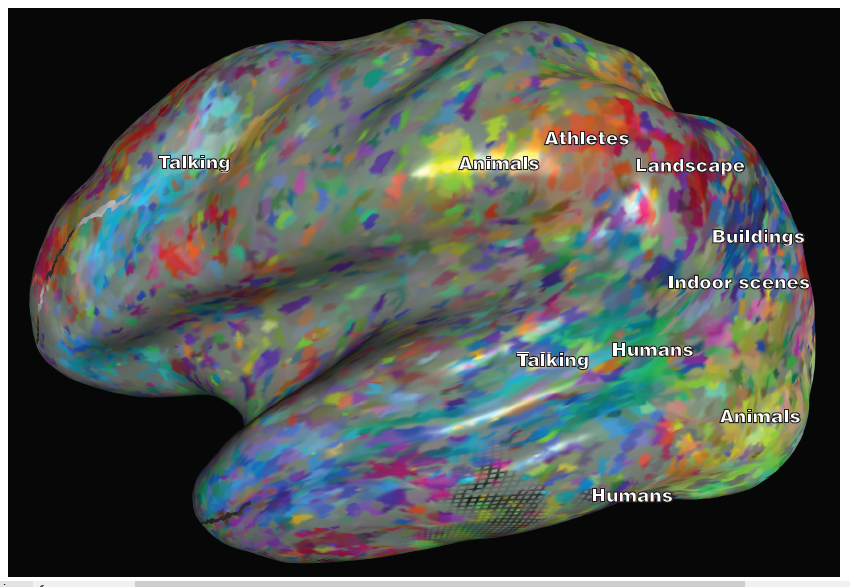 Athletes
Talking
Animals
Landscape
Buildings
Indoor scenes
Humans
Talking
Animals
Humans